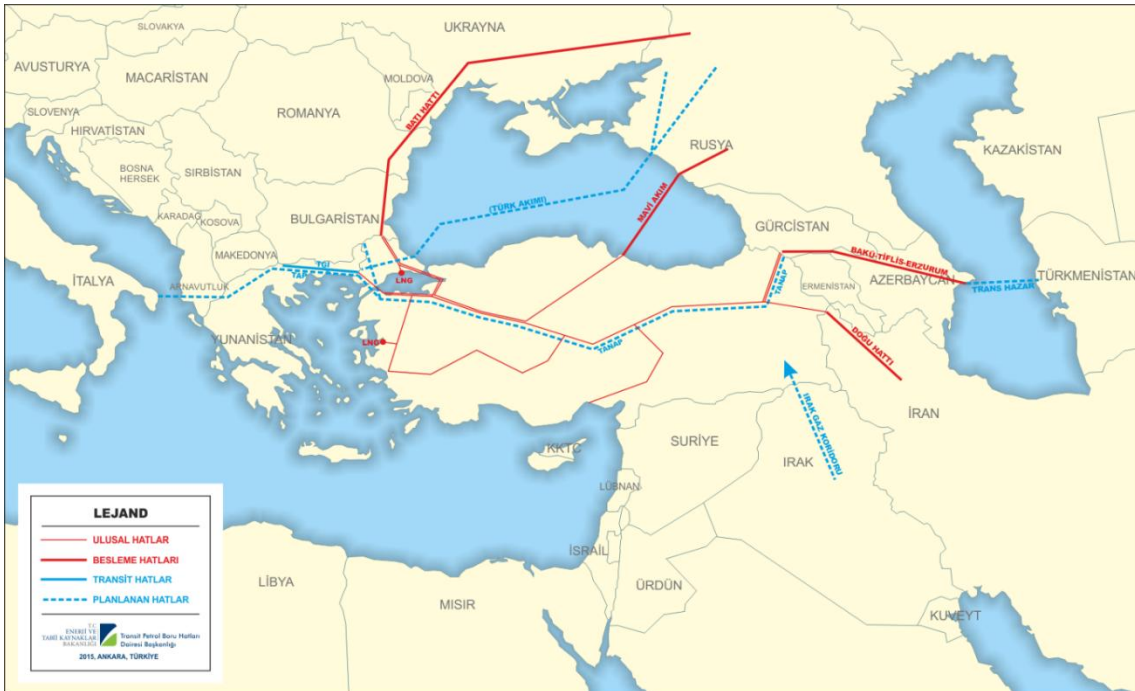 UKRAYNA
SLOVAKYA
AVUSTURYA
MACARİSTAN
MOLDOVA
SLOVENYA
ROMANYA
HIRVATİSTAN
BATI HATTI
BOSNA
HERSEK
SIRBİSTAN
RUSYA
KAZAKİSTAN
KARADAĞ
KOSOVA
BULGARİSTAN
(TÜRK AKIMI)
MAVİ AKIM
GÜRCİSTAN
MAKEDONYA
İTALYA
ARNAVUTLUK
TGI
TAP
LNG
BAKÜ-TİFLİS-ERZURUM
AZERBAYCAN
ERMENİSTAN
TANAP
TRANS HAZAR
TÜRKMENİSTAN
YUNANİSTAN
LNG
TANAP
DOĞU HATTI
IRAK GAZ KORİDORU
İRAN
KKTC
SURİYE
IRAK
LÜBNAN
İSRAİL
ÜRDÜN
LİBYA
MISIR
KUVEYT
LEJAND
ULUSAL HATLAR
BESLEME HATLARI
TRANSİT HATLAR
PLANLANAN HATLAR
T.C.
ENERJİ VE
TABİİ KAYNAKLAR
BAKANLIĞI
Transit Petrol Boru Hatları
Dairesi Başkanlığı
2015, ANKARA, TÜRKİYE